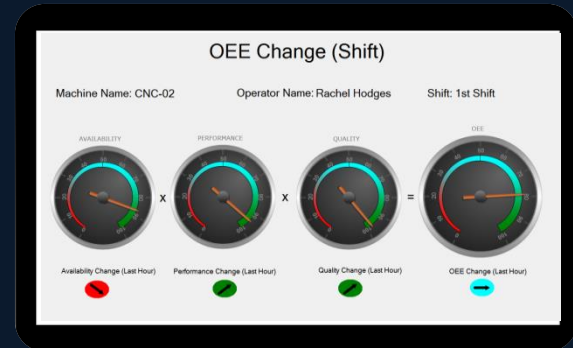 OEE Change (Shift)
Machine Name: CNC-02 Operator Name: Rachel Hodges Shift: 1st Shift
AVAILABILITY PERFORMANCE QUALITY OEE
x x =
Availability Change (Last Hour) Performance Change (Last Hour) Quality Change (Last Hour) OEE Change (Last Hour)